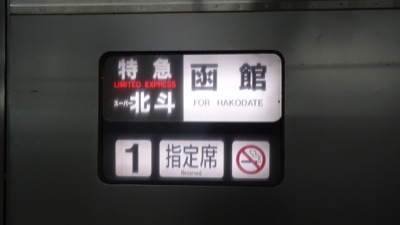 特急
LIMITED EXPRESS
スーパー北斗
函館
FOR HAKODATE
1
指定席
Reserved